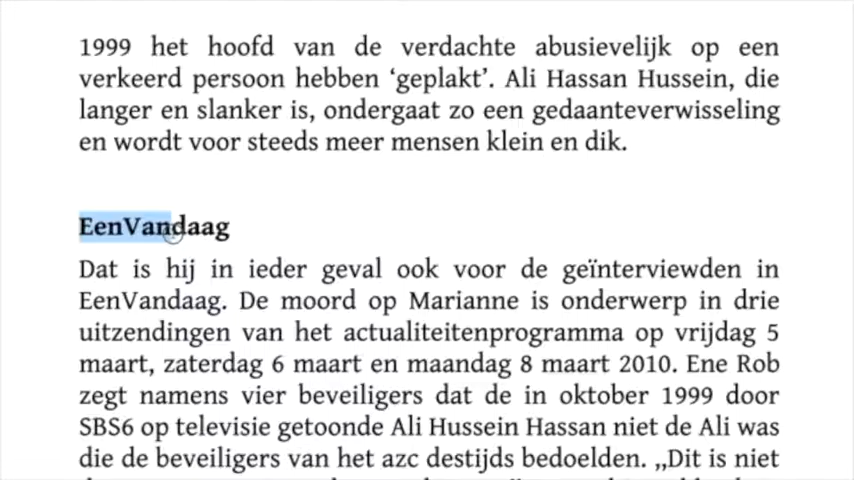 1999 het hoofd van de verdachte abusievelijk op een
verkeerd persoon hebben ‘geplakt’. Ali Hassan Hussein, die
langer en slanker is, ondergaat zo een gedaanteverwisseling
en wordt voor steeds meer mensen klein en dik.
EenVandaag
Dat is hij in ieder geval ook voor de geïnterviewden in
EenVandaag. De moord op Marianne is onderwerp in drie
uitzendingen van het actualiteitenprogramma op vrijdag 5
maart, zaterdag 6 maart en maandag 8 maart 2010. Ene Rob
zegt namens vier beveiligers dat de in oktober 1999 door
SBS6 op televisie getoonde Ali Hussein Hassan niet de Ali was
die de beveiligers van het azc destijds bedoelden. „Dit is niet